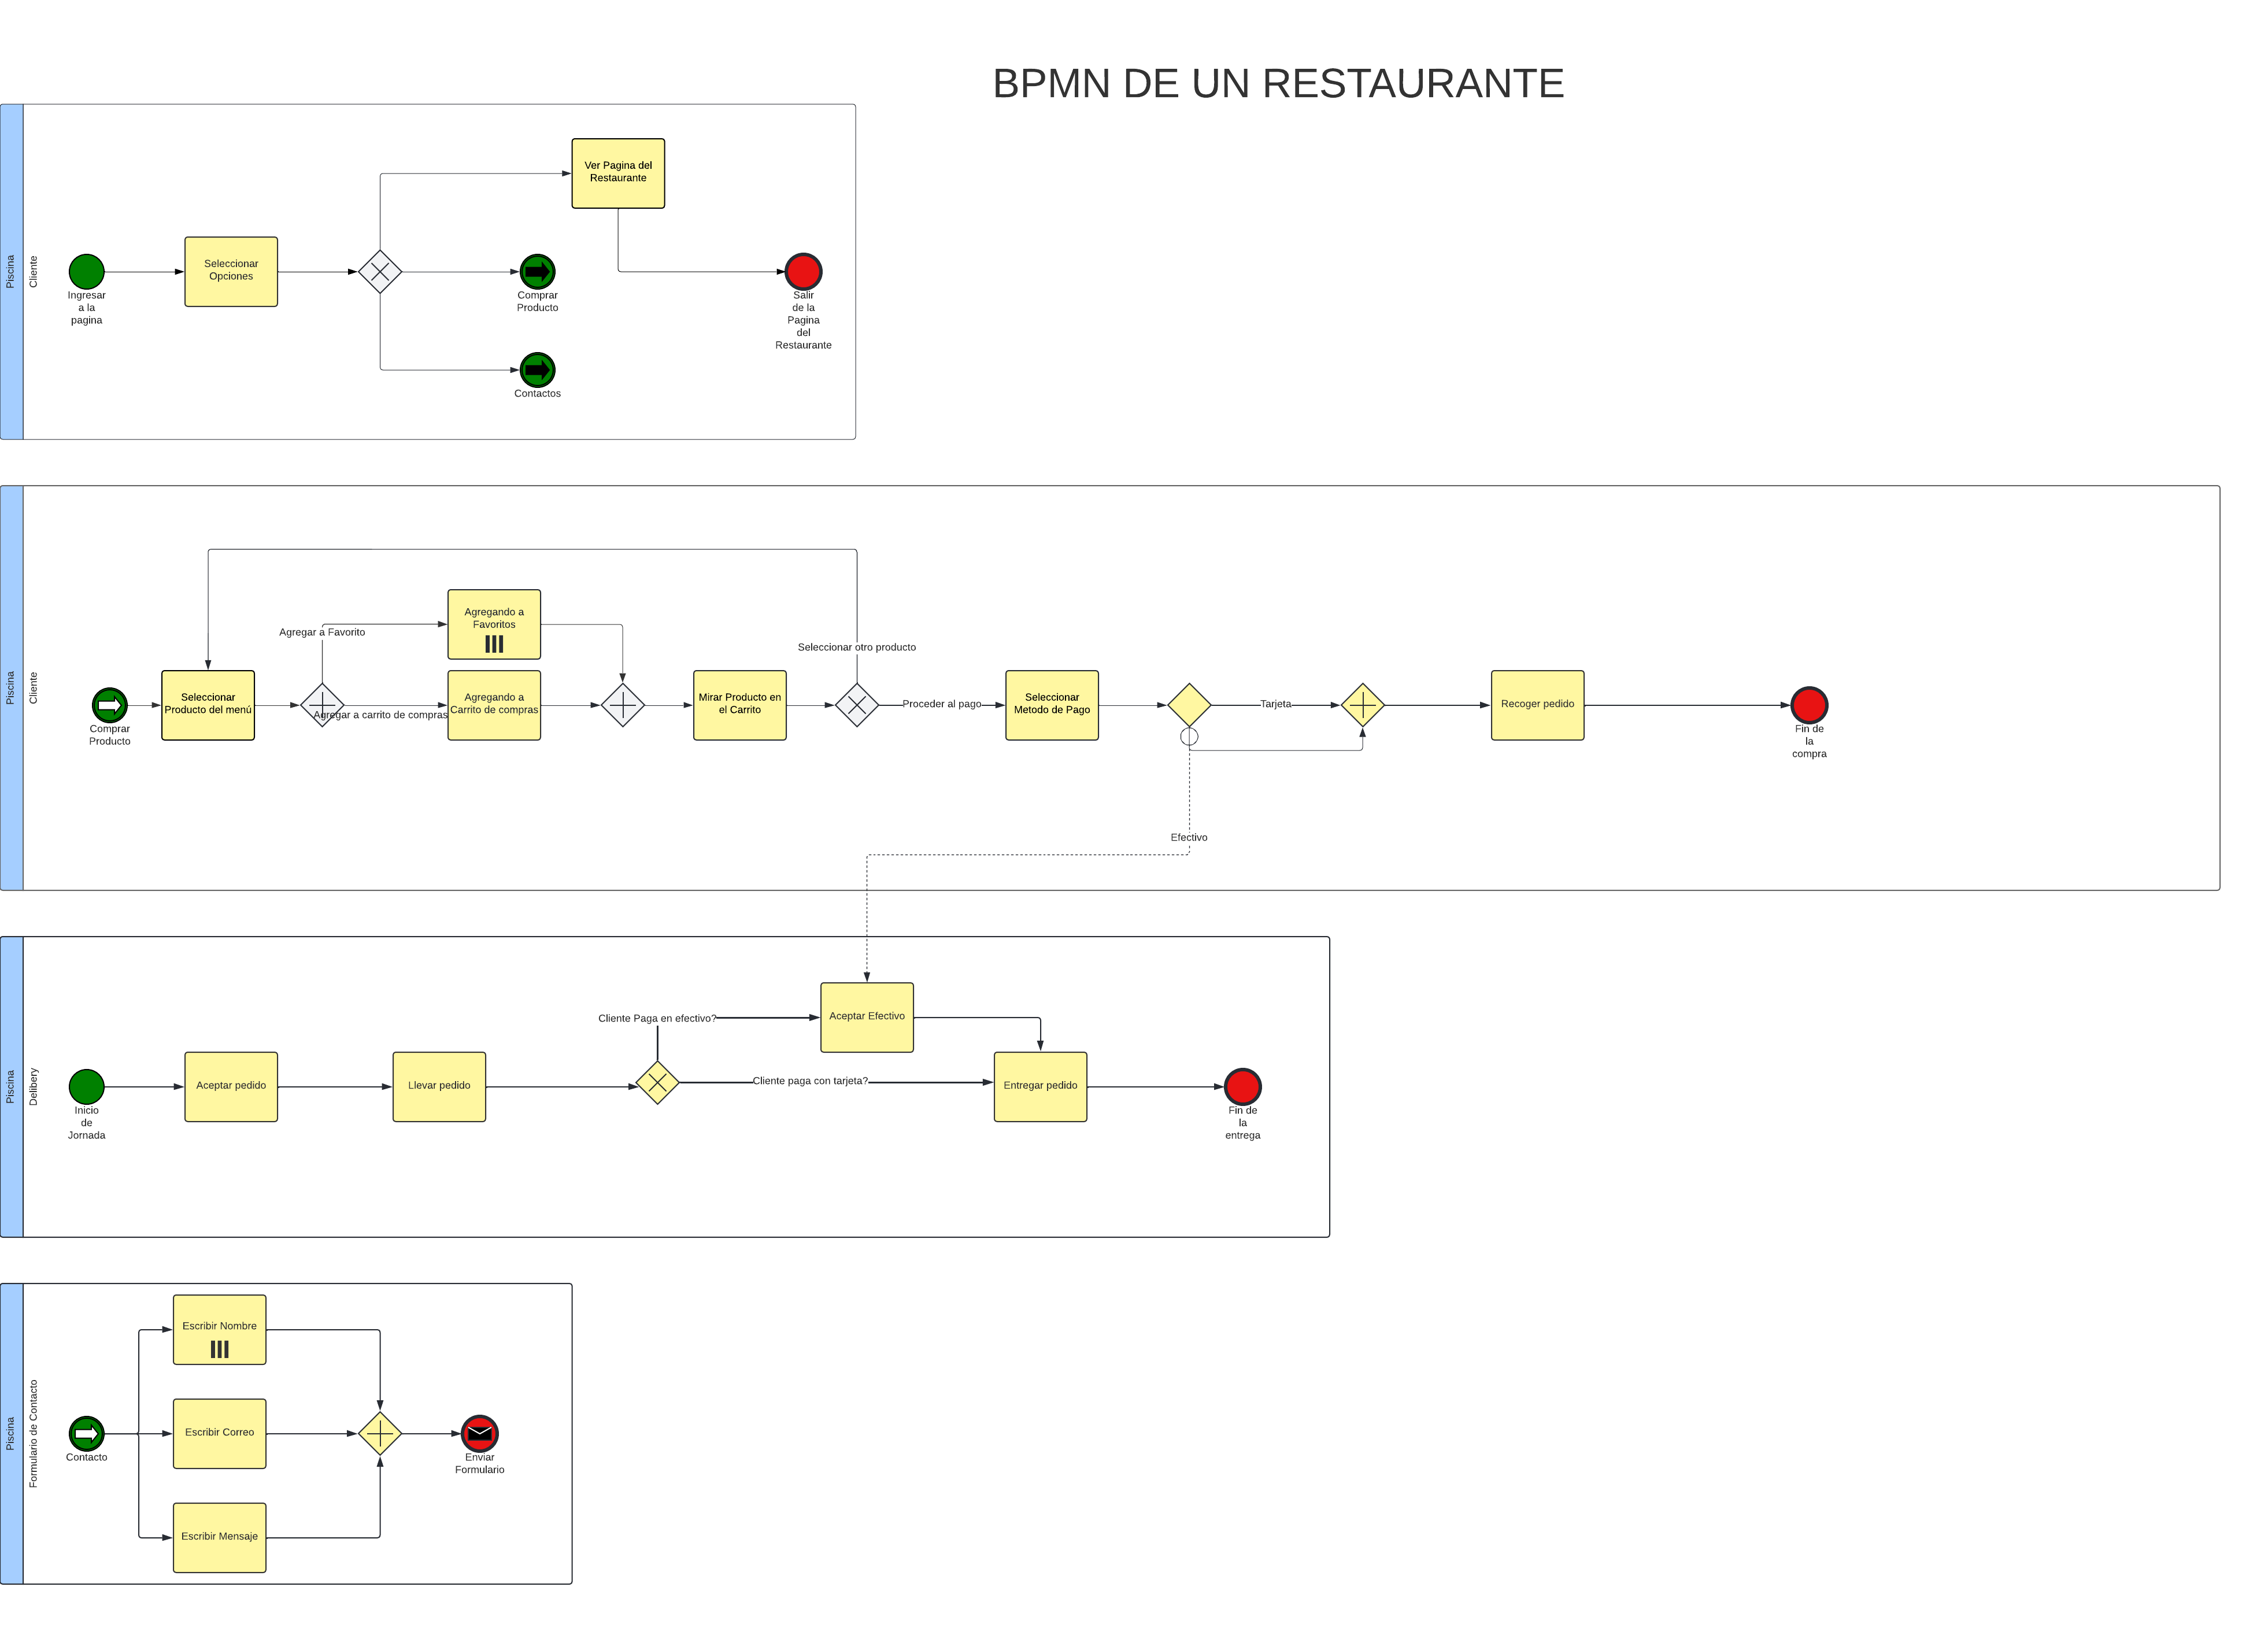 BPMN DE UN RESTAURANTE
Piscina
Cliente
Ingresar
a la
pagina
Seleccionar
Opciones
Ver Pagina del
Restaurante
Comprar
Producto
Contactos
Salir
de la
Pagina
del
Restaurante
Piscina
Cliente
Comprar
Producto
Seleccionar
Producto del menú
Agregar a Favorito
Agregar a carrito de compras
Agregando a
Favoritos
Agregando a
Carrito de compras
Mirar Producto en
el Carrito
Seleccionar otro producto
Proceder al pago
Seleccionar
Metodo de Pago
Tarjeta
Efectivo
Recoger pedido
Fin de
la
compra
Piscina
Delibery
Inicio
de
Jornada
Aceptar pedido
Llevar pedido
Cliente Paga en efectivo?
Cliente paga con tarjeta?
Aceptar Efectivo
Entregar pedido
Fin de
la
entrega
Piscina
Formulario de Contacto
Contacto
Escribir Nombre
Escribir Correo
Escribir Mensaje
Enviar
Formulario